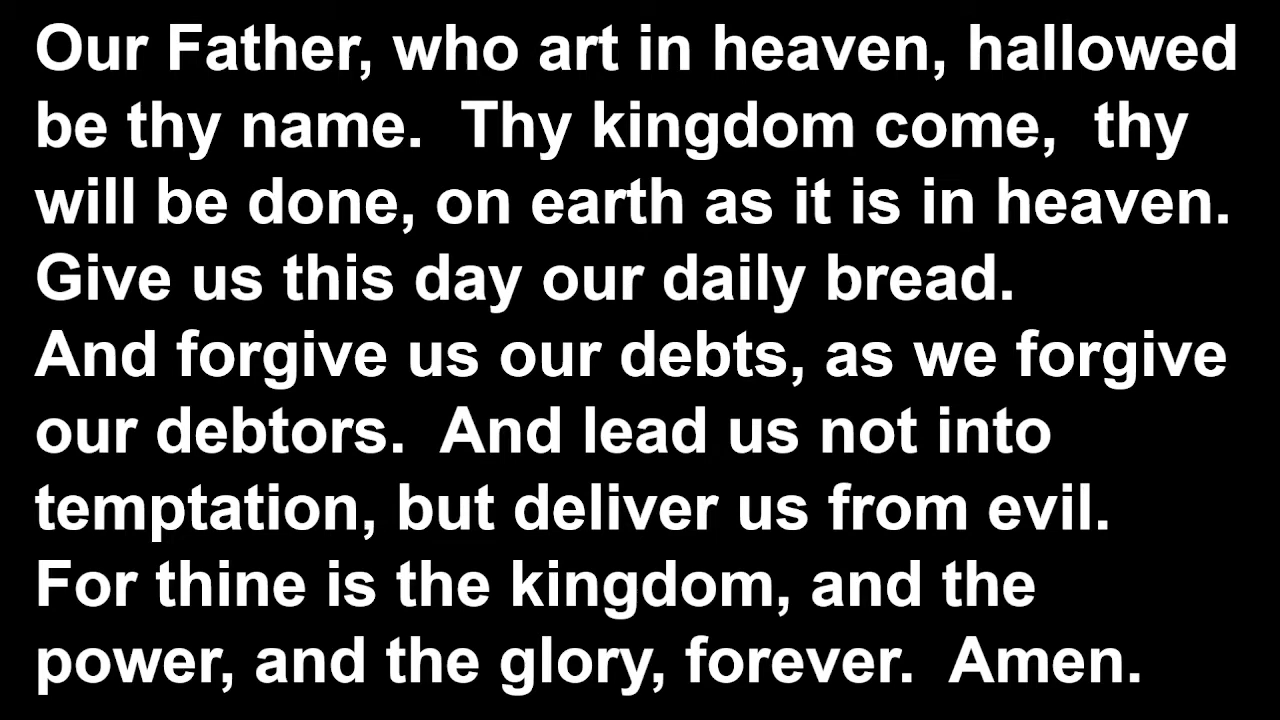 Our Father, who art in heaven, hallowed
be thy name.  Thy kingdom come,  thy
will be done, on earth as it is in heaven.
Give us this day our daily bread.
And forgive us our debts, as we forgive
our debtors.  And lead us not into
temptation, but deliver us from evil.
For thine is the kingdom, and the
power, and the glory, forever.  Amen.